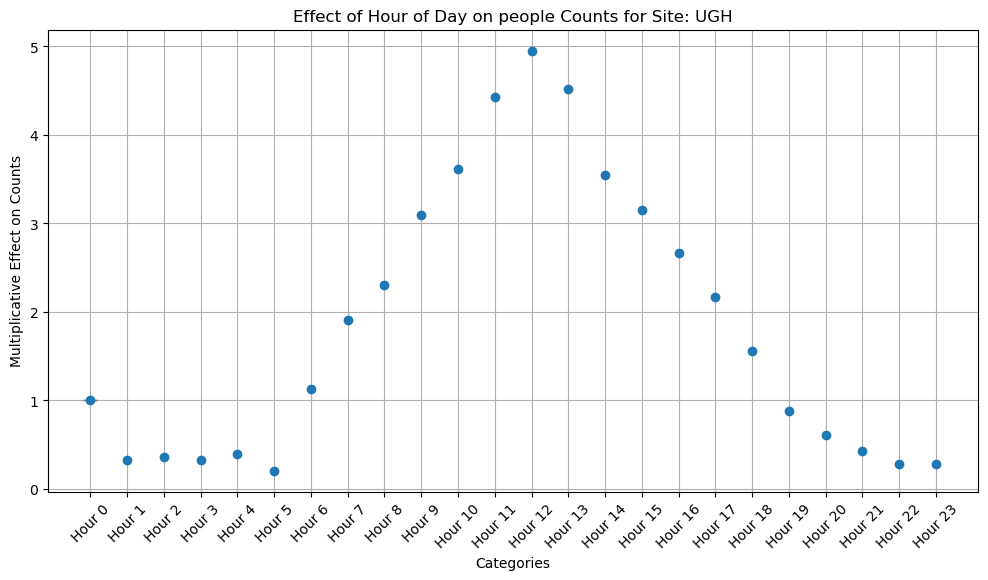 Effect of Hour of Day on people Counts for Site: UGH
Multiplicative Effect on Counts
5
4
3
2
1
0
Hour 0
Hour 1
Hour 2
Hour 3
Hour 4
Hour 5
Hour 6
Hour 7
Hour 8
Hour 9
Hour 10
Hour 11
Hour 12
Hour 13
Hour 14
Hour 15
Hour 16
Hour 17
Hour 18
Hour 19
Hour 20
Hour 21
Hour 22
Hour 23
Categories